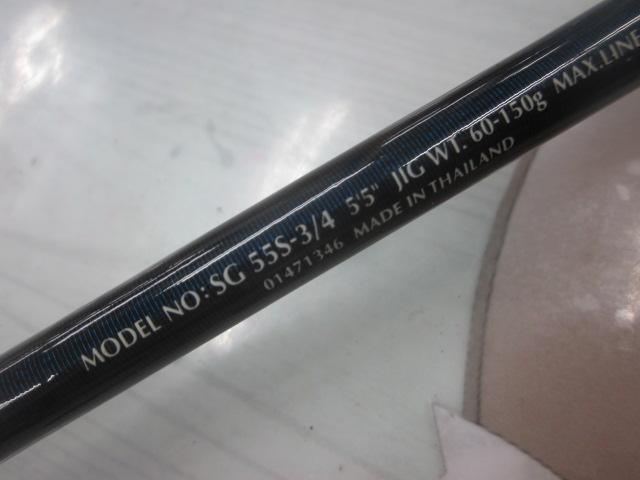 MODEL NO: SG 55S-3/4 5'5" JIG WT. 60-150g MAX.LINE
01471346 MADE IN THAILAND